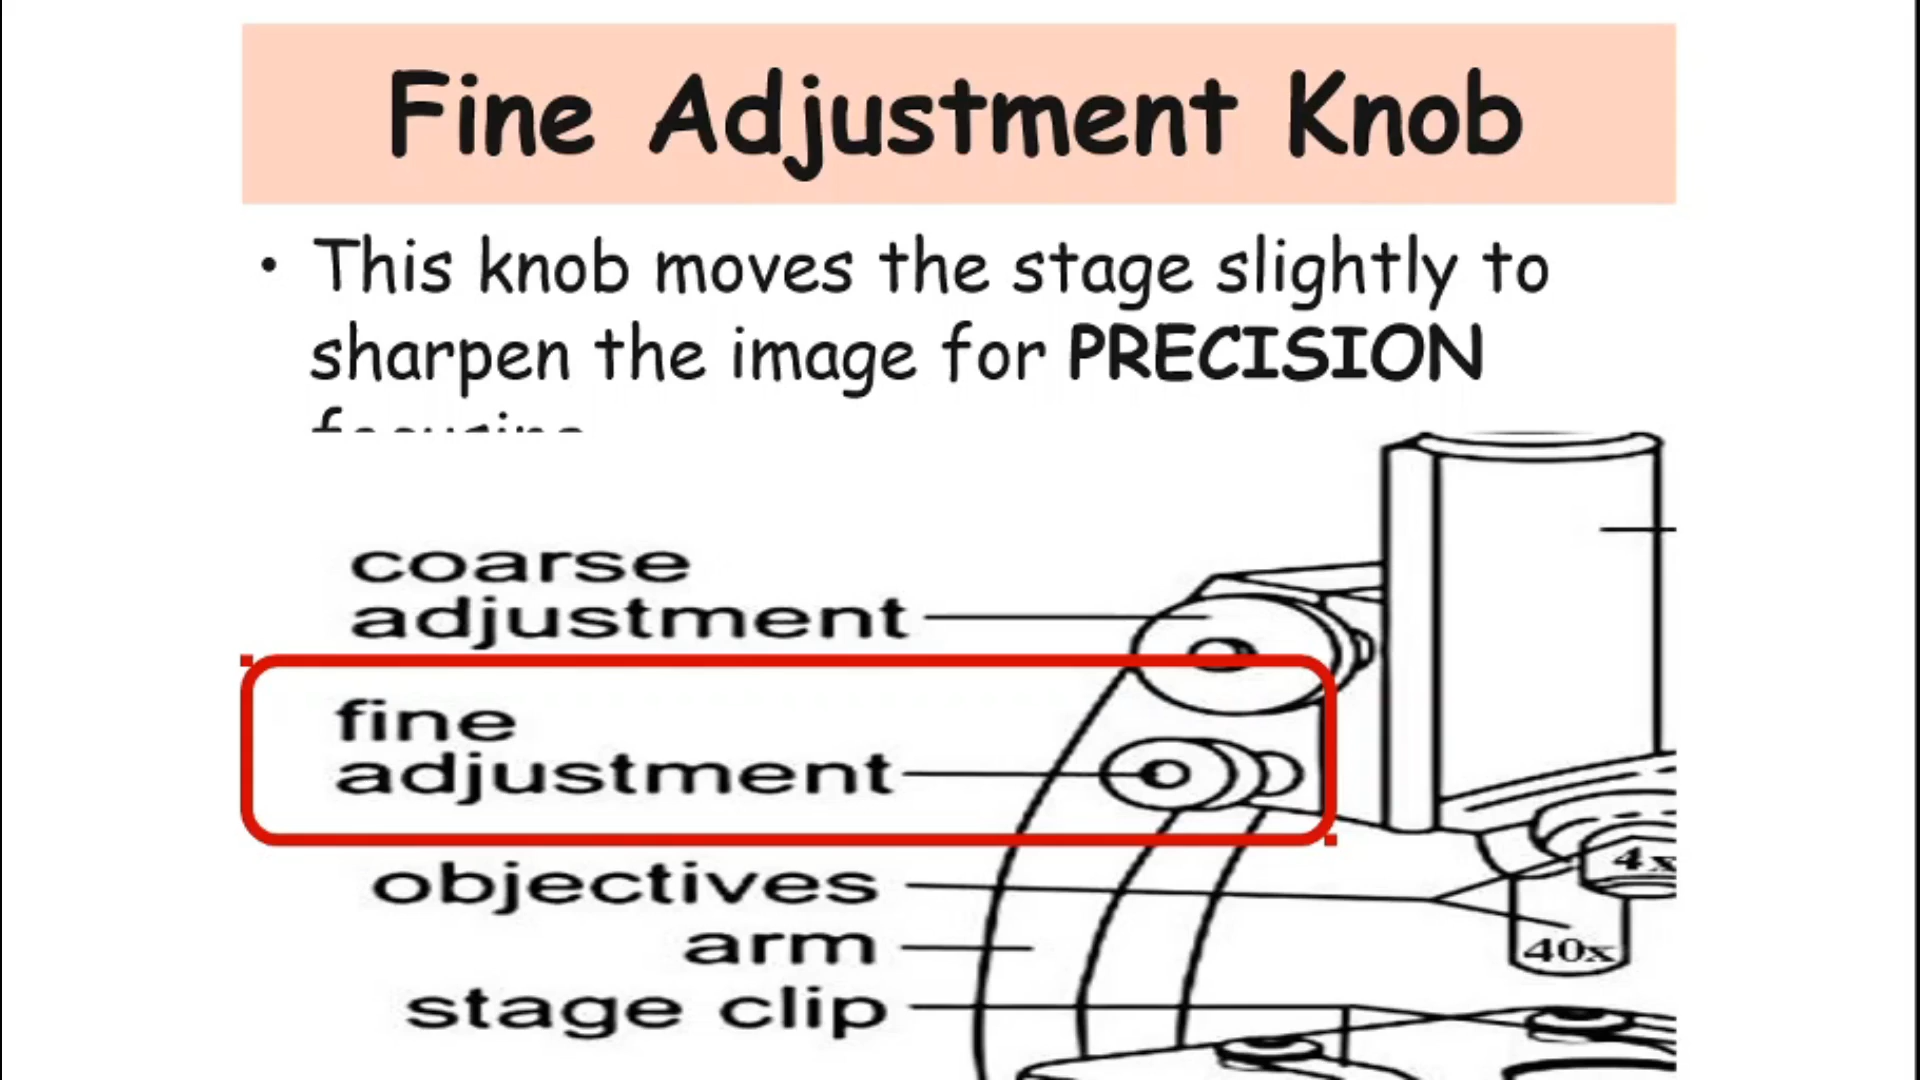 Fine Adjustment Knob
• This knob moves the stage slightly to
sharpen the image for PRECISION
focusing
coarse
adjustment
fine
adjustment
objectives
arm
stage clip
4x
40x